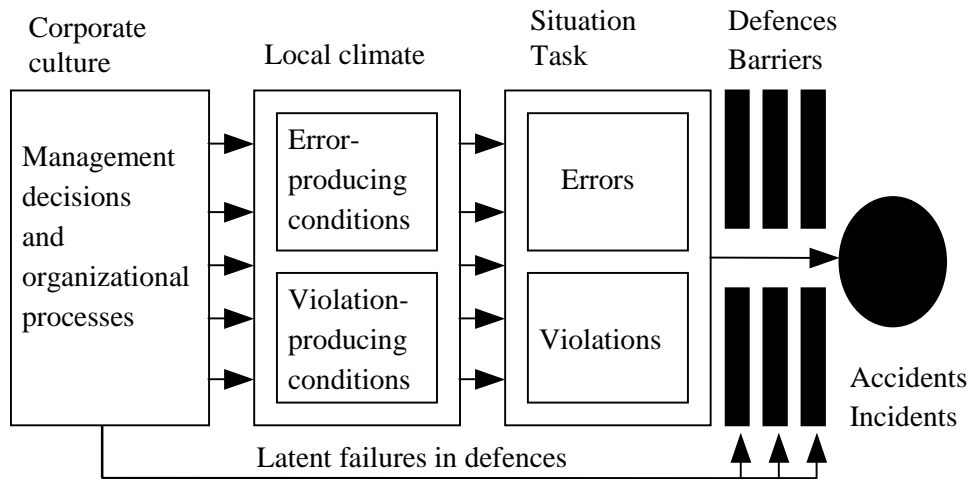 Corporate
culture
Local climate
Situation
Task
Defences
Barriers
Management
decisions
and
organizational
processes
Error-
producing
conditions
Violation-
producing
conditions
Errors
Violations
Accidents
Incidents
Latent failures in defences